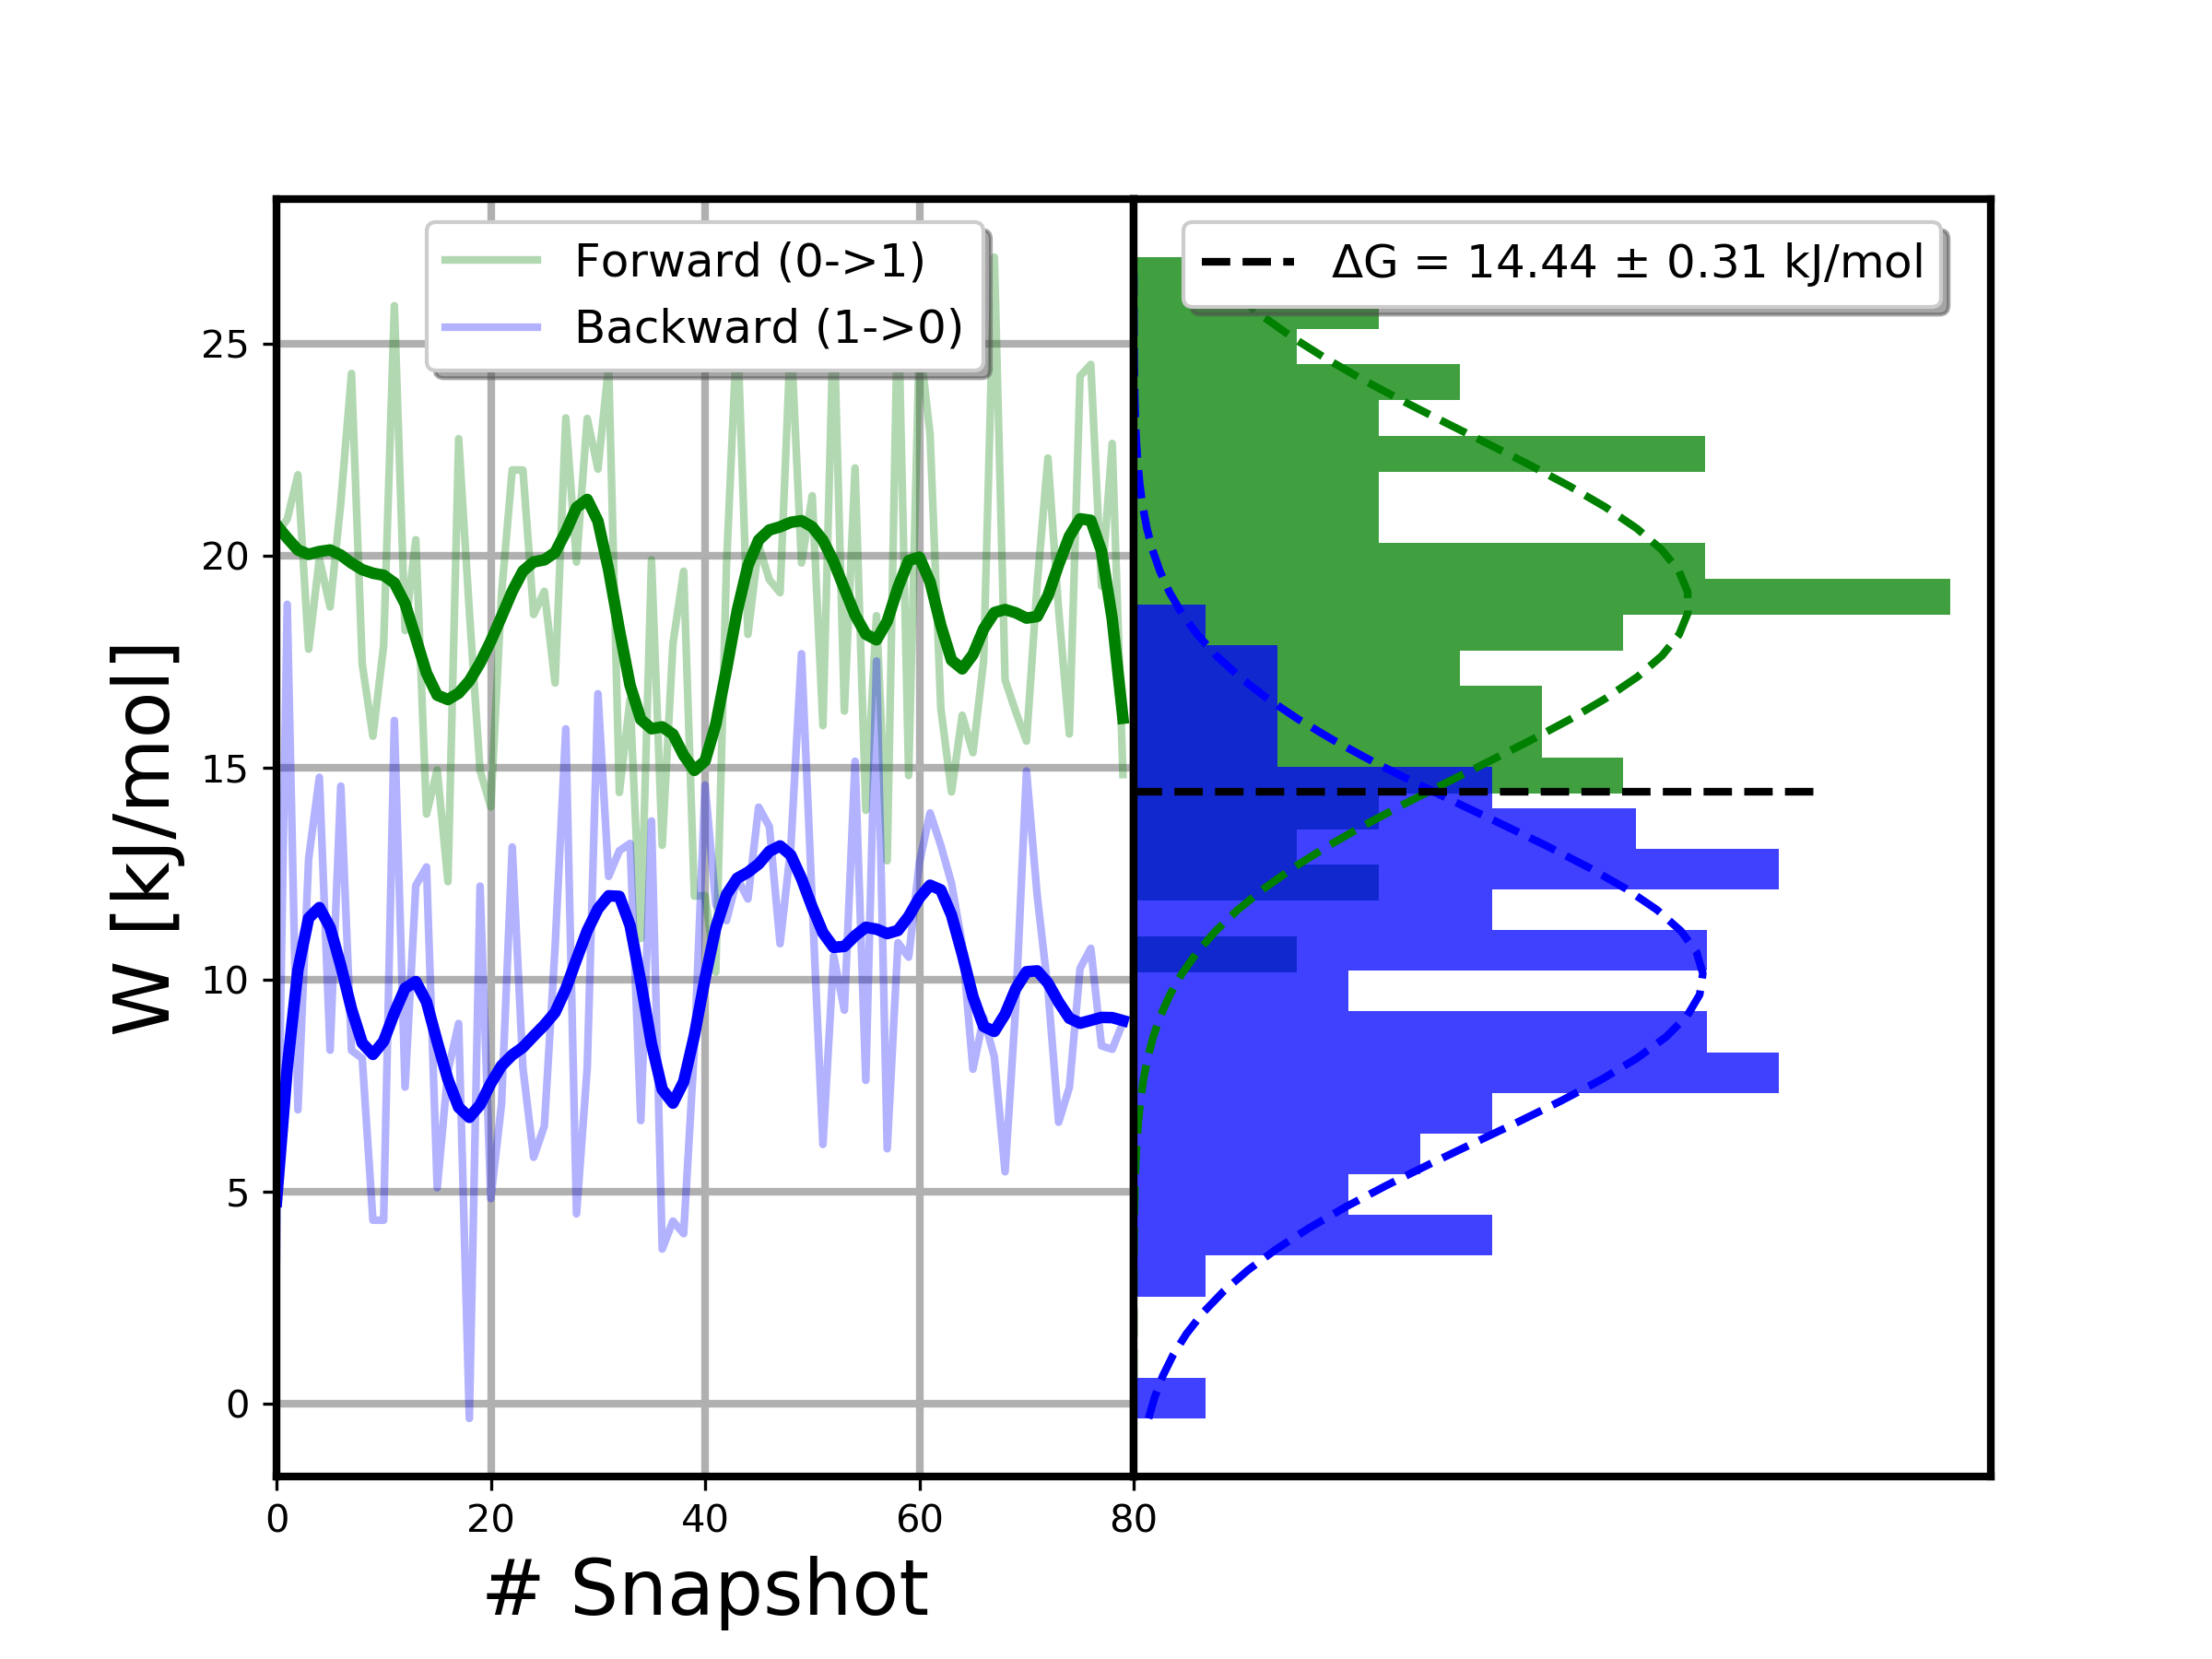 Forward (0->1)
Backward (1->0)
ΔG = 14.44 ± 0.31 kJ/mol
W [kJ/mol]
25
20
15
10
5
0
0 20 40 60 80
# Snapshot